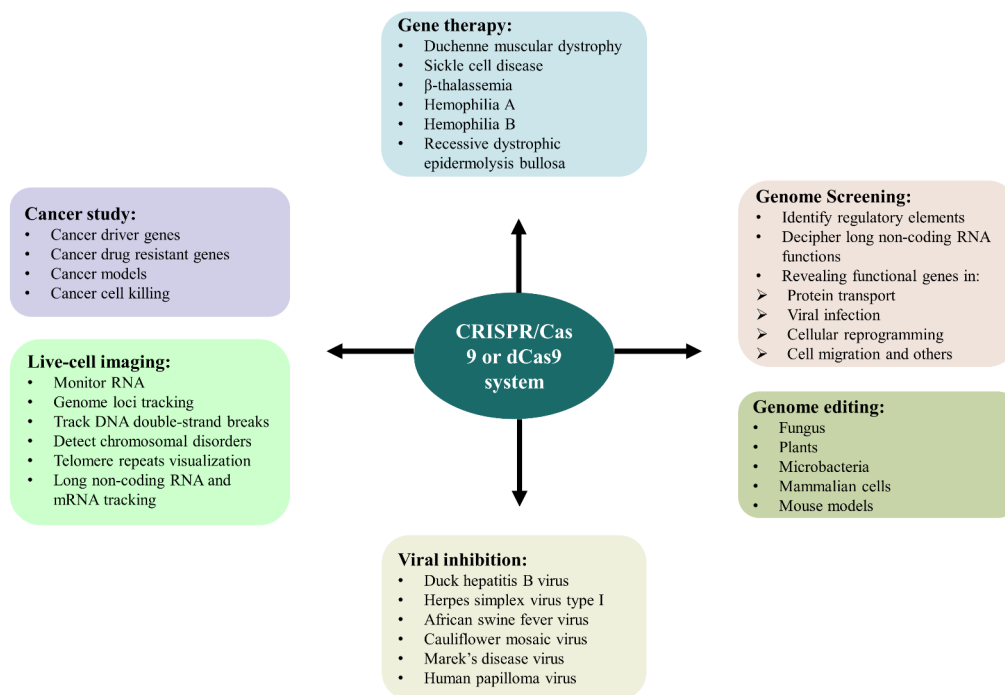 Gene therapy:
• Duchenne muscular dystrophy
• Sickle cell disease
• β-thalassemia
• Hemophilia A
• Hemophilia B
• Recessive dystrophic
epidermolysis bullosa
Cancer study:
• Cancer driver genes
• Cancer drug resistant genes
• Cancer models
• Cancer cell killing
Genome Screening:
• Identify regulatory elements
• Decipher long non-coding RNA
functions
• Revealing functional genes in:
➢ Protein transport
➢ Viral infection
➢ Cellular reprogramming
➢ Cell migration and others
CRISPR/Cas
9 or dCas9
system
Live-cell imaging:
• Monitor RNA
• Genome loci tracking
• Track DNA double-strand breaks
• Detect chromosomal disorders
• Telomere repeats visualization
• Long non-coding RNA and
mRNA tracking
Genome editing:
• Fungus
• Plants
• Microbacteria
• Mammalian cells
• Mouse models
Viral inhibition:
• Duck hepatitis B virus
• Herpes simplex virus type I
• African swine fever virus
• Cauliflower mosaic virus
• Marek’s disease virus
• Human papilloma virus